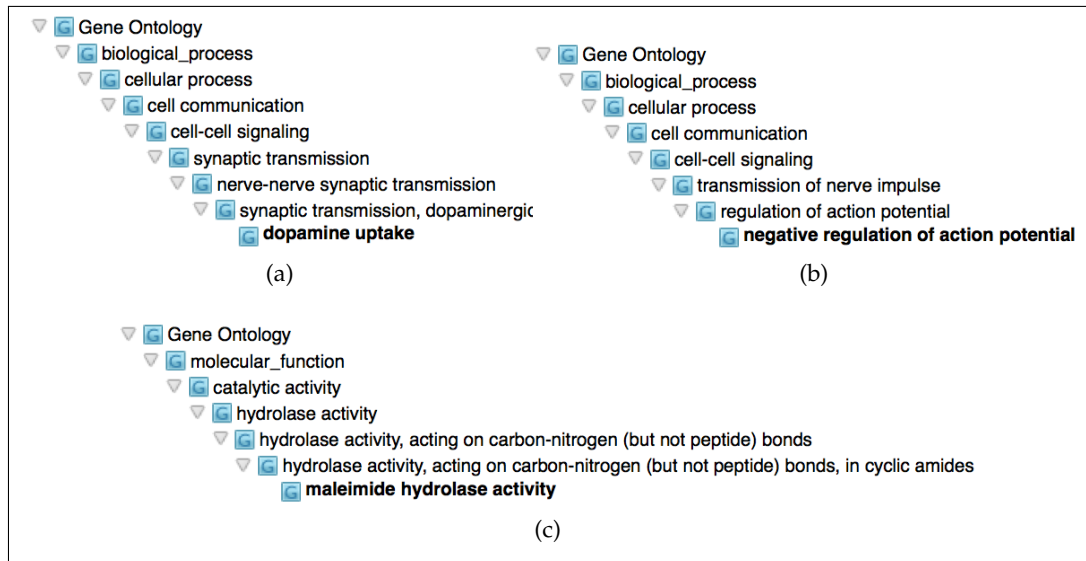 Gene Ontology
biological_process
cellular process
cell communication
cell-cell signaling
synaptic transmission
nerve-nerve synaptic transmission
synaptic transmission, dopaminergic
dopamine uptake
(a)
Gene Ontology
biological_process
cellular process
cell communication
cell-cell signaling
transmission of nerve impulse
regulation of action potential
negative regulation of action potential
(b)
Gene Ontology
molecular_function
catalytic activity
hydrolase activity
hydrolase activity, acting on carbon-nitrogen (but not peptide) bonds
hydrolase activity, acting on carbon-nitrogen (but not peptide) bonds, in cyclic amides
maleimide hydrolase activity
(c)